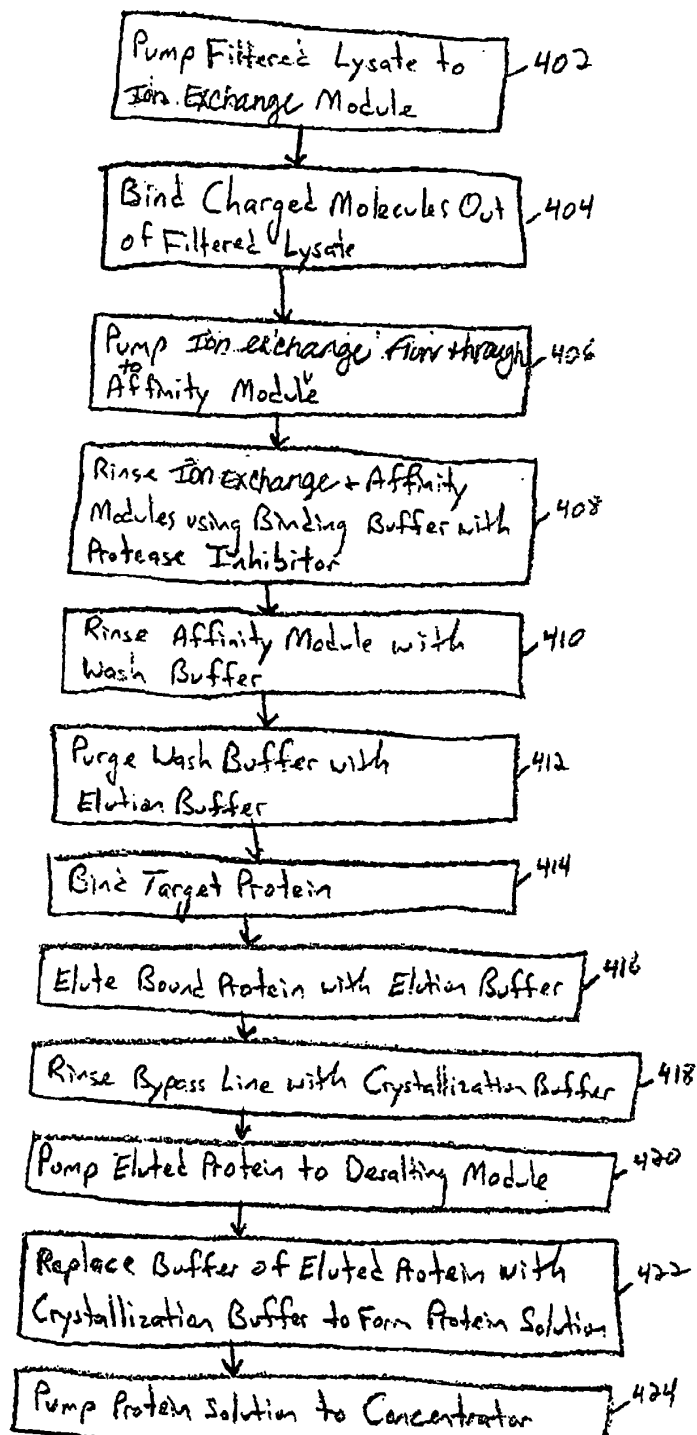 Pump Filtered Lysate to
Ion Exchange Module
402
Bind Charged Molecules Out
of Filtered Lysate
404
Pump Ion exchange Flow through
to
Affinity Module
406
Rinse Ion Exchange + Affinity
Modules using Binding Buffer with
Protease Inhibitor
408
Rinse Affinity Module with
Wash Buffer
410
Purge Wash Buffer with
Elution Buffer
412
Bind Target Protein
414
Elute Bound Protein with Elution Buffer
416
Rinse Bypass Line with Crystallization Buffer
418
Pump Eluted Protein to Desalting Module
420
Replace Buffer of Eluted Protein with
Crystallization Buffer to Form Protein Solution
422
Pump Protein Solution to Concentrator
424